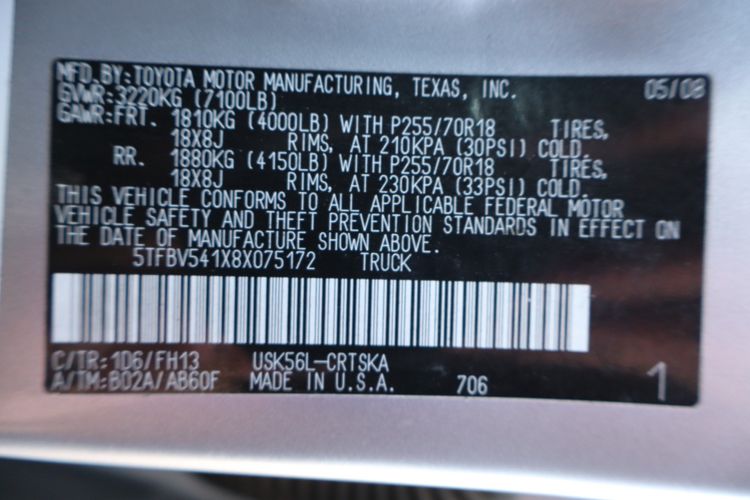 MFD.BY:TOYOTA MOTOR MANUFACTURING, TEXAS, INC. 05/08
GVWR:3220KG (7100LB)
GAWR:FRT. 1810KG (4000LB) WITH P255/70R18 TIRES,
18X8J RIMS, AT 210KPA (30PSI) COLD.
RR. 1880KG (4150LB) WITH P255/70R18 TIRES,
18X8J RIMS, AT 230KPA (33PSI) COLD.
THIS VEHICLE CONFORMS TO ALL APPLICABLE FEDERAL MOTOR
VEHICLE SAFETY AND THEFT PREVENTION STANDARDS IN EFFECT ON
THE DATE OF MANUFACTURE SHOWN ABOVE.
5TFBV541X8X075172 TRUCK
C/TR:1D6/FH13 USK56L-CRTSKA
A/TM:B02A/AB60F MADE IN U.S.A. 706 1